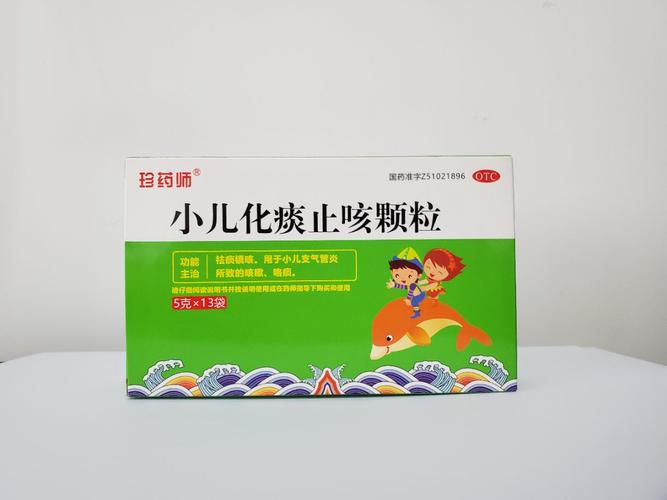 珍药师®
国药准字Z51021896 OTC
小儿化痰止咳颗粒
功能 祛痰镇咳。用于小儿支气管炎
主治 所致的咳嗽、咯痰。
请仔细阅读说明书并按说明使用或在药师指导下购买和使用
5克×13袋